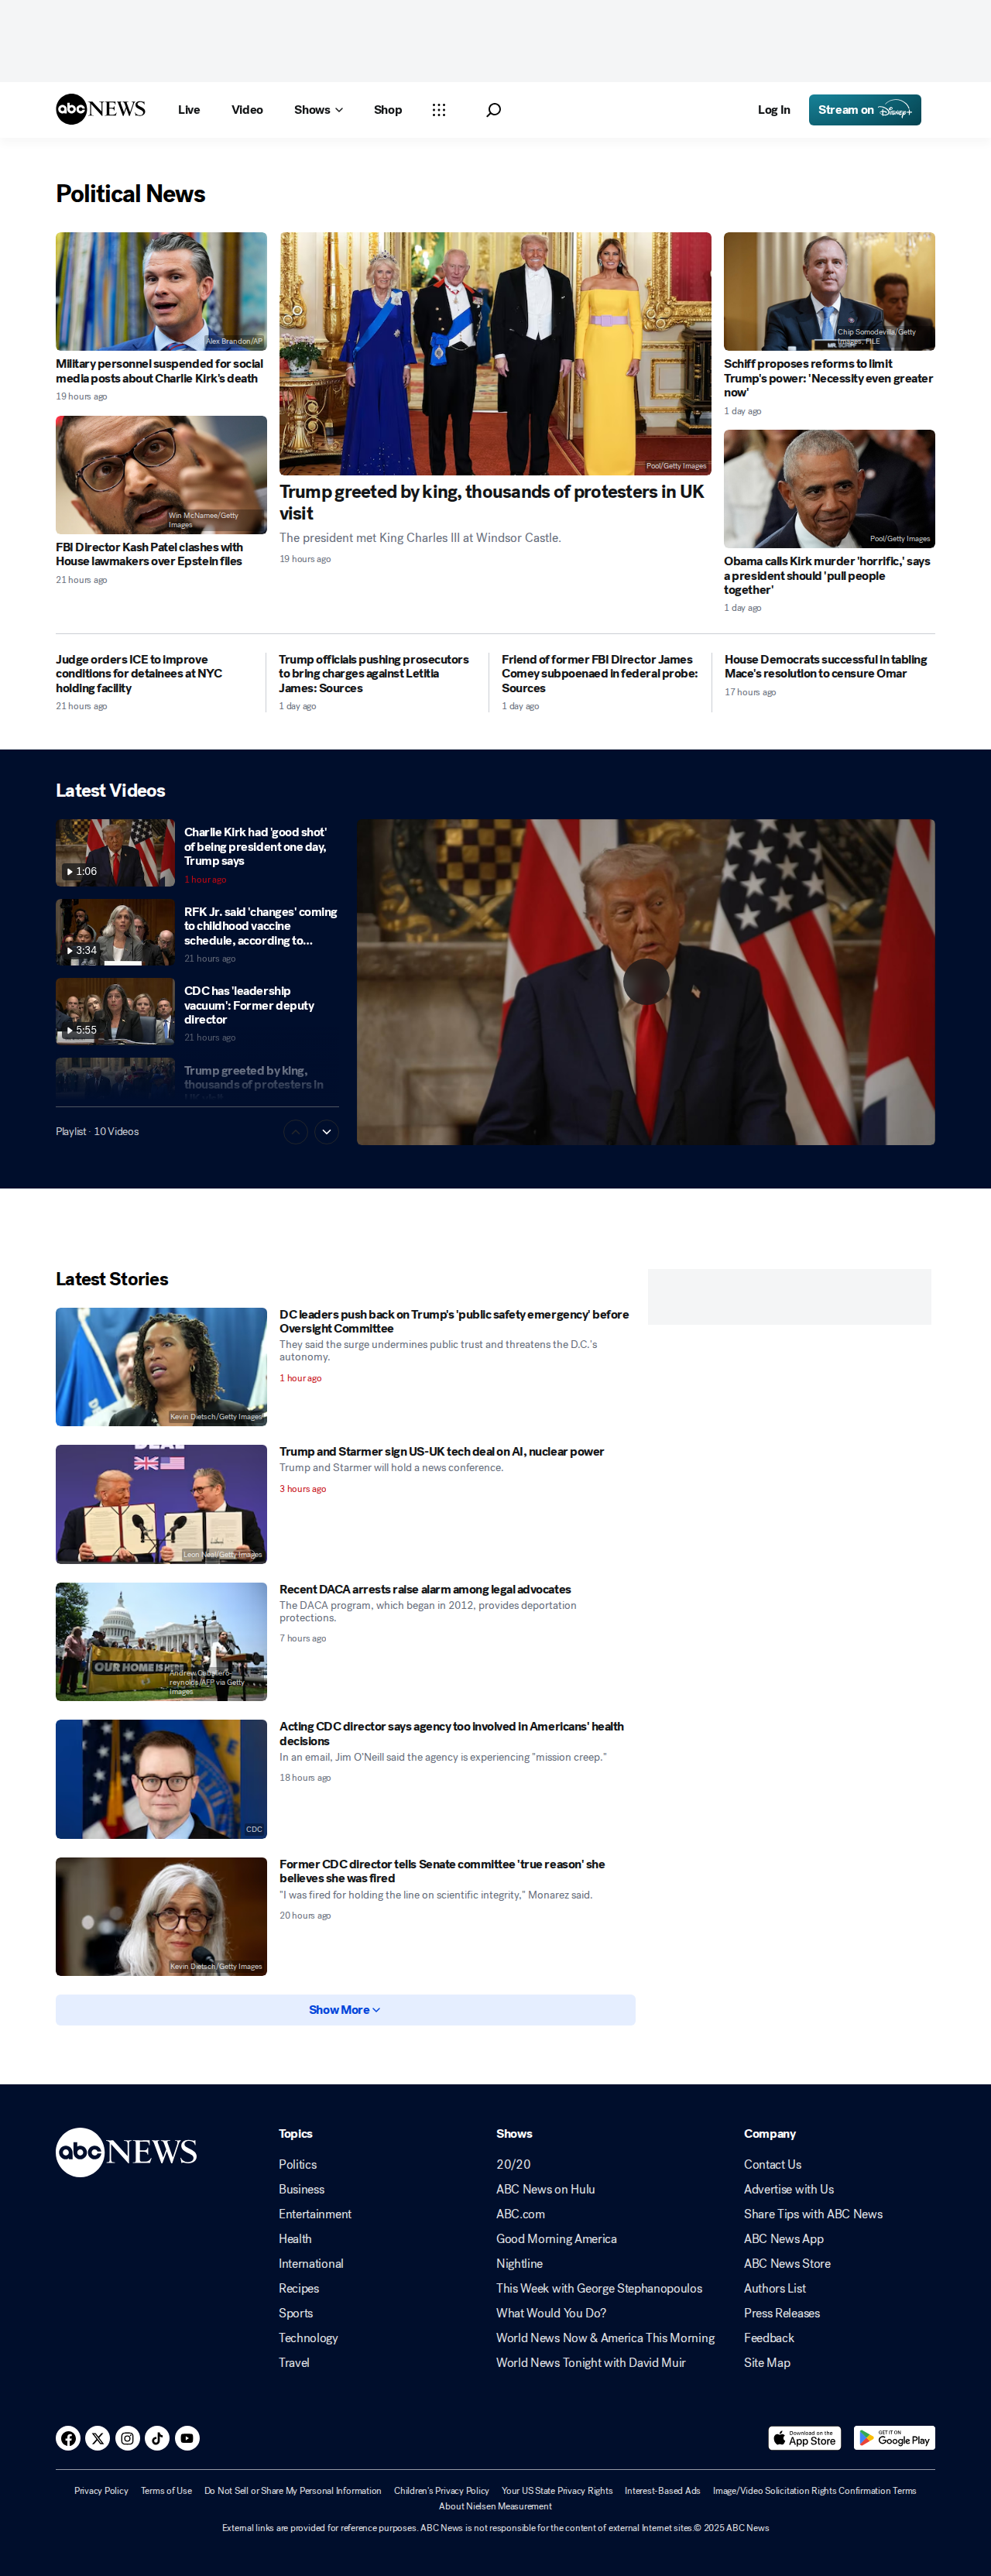 abc NEWS
Live
Video
Shows
Shop
Log In
Stream on Disney+
Political News
Alex Brandon/AP
Military personnel suspended for social
media posts about Charlie Kirk's death
19 hours ago
Win McNamee/Getty
Images
FBI Director Kash Patel clashes with
House lawmakers over Epstein files
21 hours ago
Pool/Getty Images
Trump greeted by king, thousands of protesters in UK
visit
The president met King Charles III at Windsor Castle.
19 hours ago
Chip Somodevilla/Getty
Images, FILE
Schiff proposes reforms to limit
Trump's power: 'Necessity even greater
now'
1 day ago
Pool/Getty Images
Obama calls Kirk murder 'horrific,' says
a president should 'pull people
together'
1 day ago
Judge orders ICE to improve
conditions for detainees at NYC
holding facility
21 hours ago
Trump officials pushing prosecutors
to bring charges against Letitia
James: Sources
1 day ago
Friend of former FBI Director James
Comey subpoenaed in federal probe:
Sources
1 day ago
House Democrats successful in tabling
Mace's resolution to censure Omar
17 hours ago
Latest Videos
1:06
Charlie Kirk had 'good shot'
of being president one day,
Trump says
1 hour ago
3:34
RFK Jr. said 'changes' coming
to childhood vaccine
schedule, according to...
21 hours ago
5:55
CDC has 'leadership
vacuum': Former deputy
director
21 hours ago
Trump greeted by king,
thousands of protesters in
UK visit
Playlist · 10 Videos
Latest Stories
Kevin Dietsch/Getty Images
DC leaders push back on Trump's 'public safety emergency' before
Oversight Committee
They said the surge undermines public trust and threatens the D.C.'s
autonomy.
1 hour ago
DEAL
Leon Neal/Getty Images
Trump and Starmer sign US-UK tech deal on AI, nuclear power
Trump and Starmer will hold a news conference.
3 hours ago
OUR HOME IS HERE
Andrew Caballero-
reynolds/AFP via Getty
Images
Recent DACA arrests raise alarm among legal advocates
The DACA program, which began in 2012, provides deportation
protections.
7 hours ago
CDC
Acting CDC director says agency too involved in Americans' health
decisions
In an email, Jim O'Neill said the agency is experiencing "mission creep."
18 hours ago
Kevin Dietsch/Getty Images
Former CDC director tells Senate committee 'true reason' she
believes she was fired
"I was fired for holding the line on scientific integrity," Monarez said.
20 hours ago
Show More
abc NEWS
Topics
Politics
Business
Entertainment
Health
International
Recipes
Sports
Technology
Travel
Shows
20/20
ABC News on Hulu
ABC.com
Good Morning America
Nightline
This Week with George Stephanopoulos
What Would You Do?
World News Now & America This Morning
World News Tonight with David Muir
Company
Contact Us
Advertise with Us
Share Tips with ABC News
ABC News App
ABC News Store
Authors List
Press Releases
Feedback
Site Map
Download on the
App Store
GET IT ON
Google Play
Privacy Policy
Terms of Use
Do Not Sell or Share My Personal Information
Children's Privacy Policy
Your US State Privacy Rights
Interest-Based Ads
Image/Video Solicitation Rights Confirmation Terms
About Nielsen Measurement
External links are provided for reference purposes. ABC News is not responsible for the content of external Internet sites.© 2025 ABC News